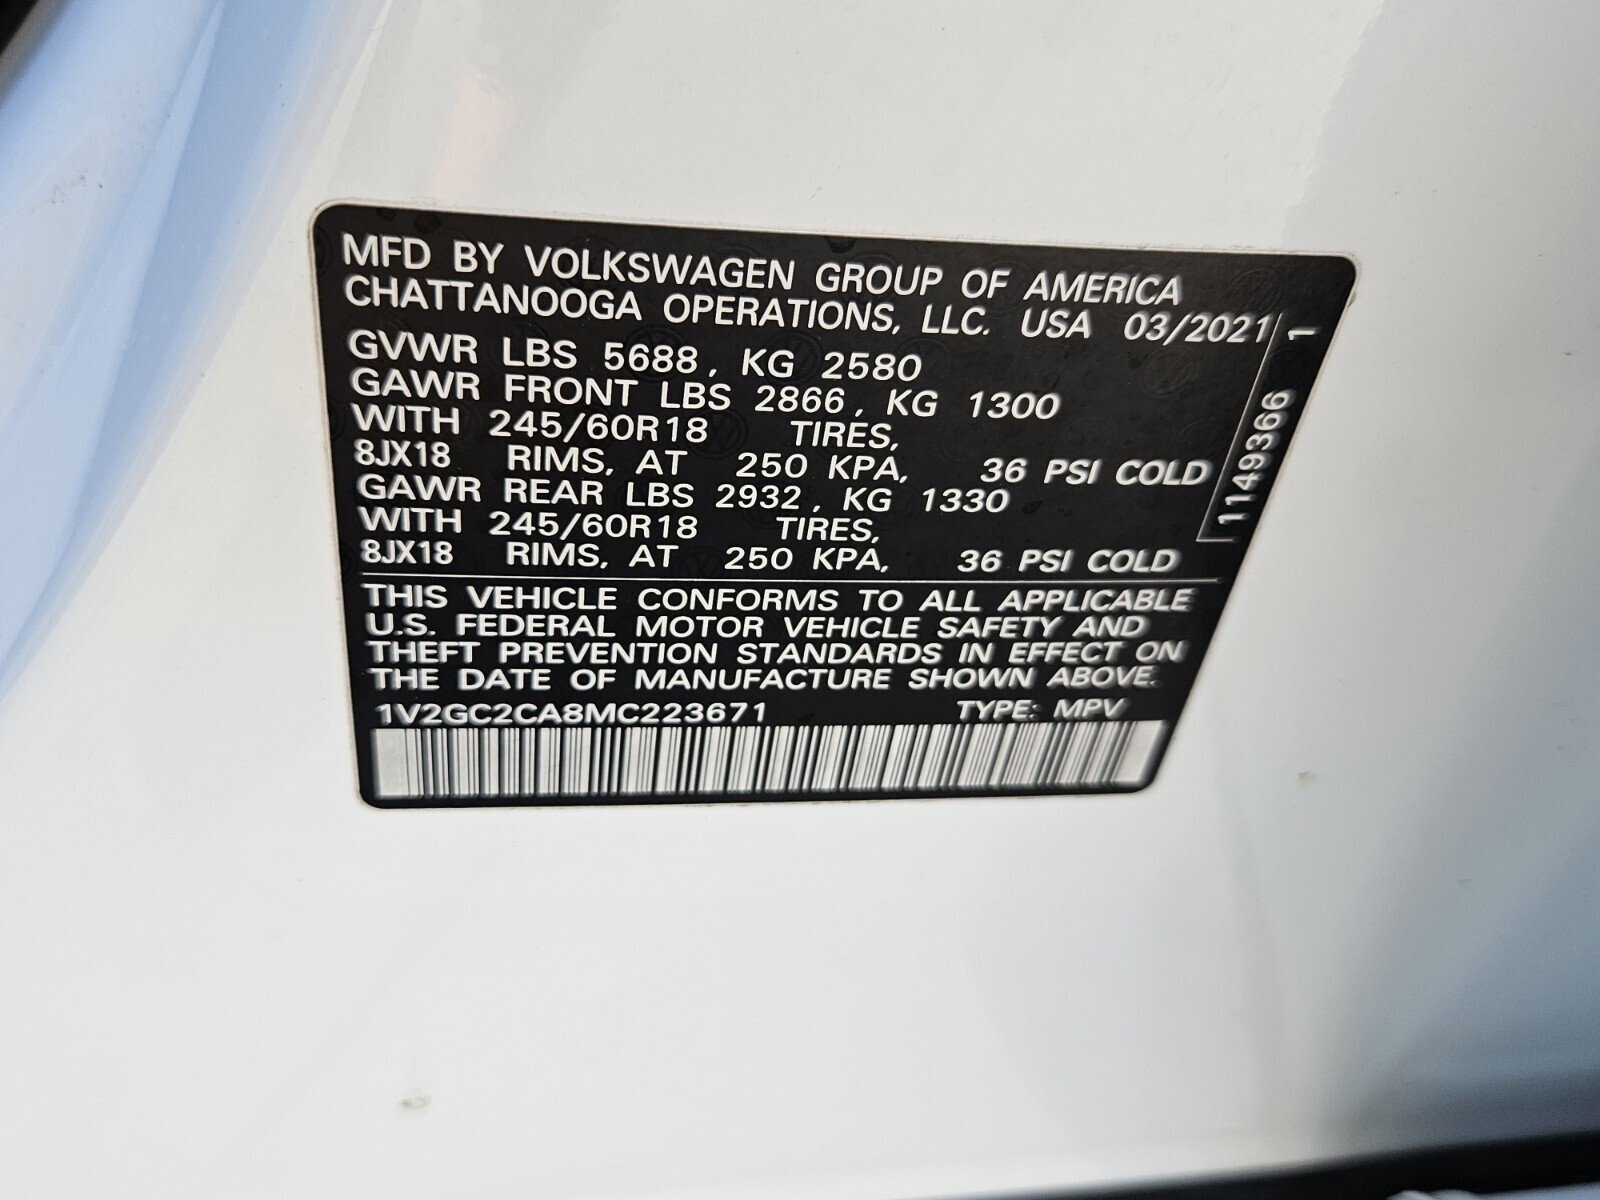 MFD BY VOLKSWAGEN GROUP OF AMERICA
CHATTANOOGA OPERATIONS, LLC. USA 03/2021
GVWR LBS 5688, KG 2580
GAWR FRONT LBS 2866, KG 1300
WITH 245/60R18 TIRES,
8JX18 RIMS, AT 250 KPA, 36 PSI COLD
GAWR REAR LBS 2932, KG 1330
WITH 245/60R18 TIRES,
8JX18 RIMS, AT 250 KPA, 36 PSI COLD
THIS VEHICLE CONFORMS TO ALL APPLICABLE
U.S. FEDERAL MOTOR VEHICLE SAFETY AND
THEFT PREVENTION STANDARDS IN EFFECT ON
THE DATE OF MANUFACTURE SHOWN ABOVE.
1V2GC2CA8MC223671 TYPE: MPV
1149366 1